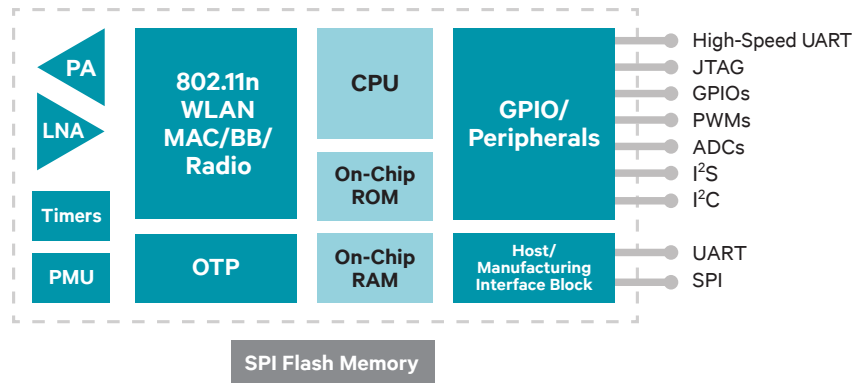 PA
LNA
Timers
PMU
802.11n
WLAN
MAC/BB/
Radio
OTP
CPU
On-Chip
ROM
On-Chip
RAM
GPIO/
Peripherals
Host/
Manufacturing
Interface Block
High-Speed UART
JTAG
GPIOs
PWMs
ADCs
I²S
I²C
UART
SPI
SPI Flash Memory